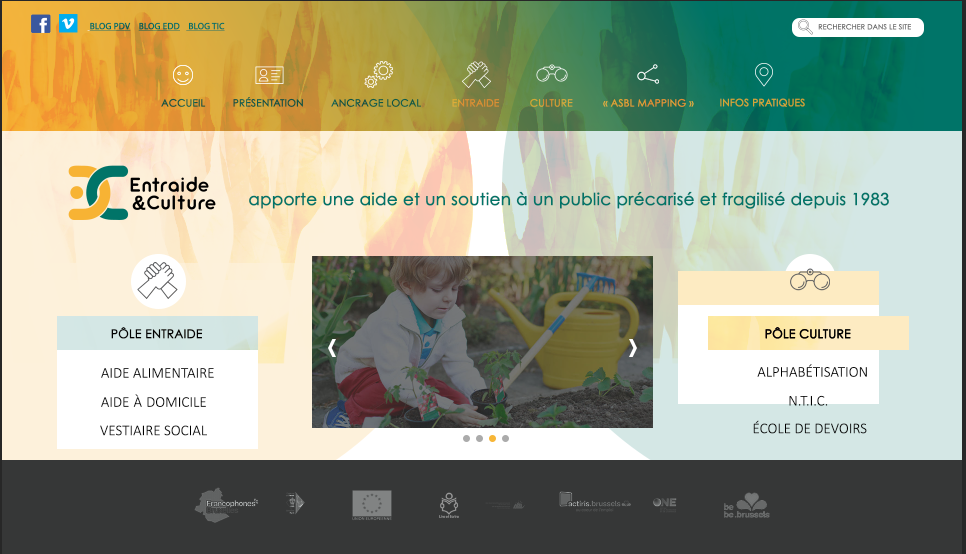 BLOG PDV BLOG EDD BLOG TIC
RECHERCHER DANS LE SITE
ACCUEIL PRÉSENTATION ANCRAGE LOCAL ENTRAIDE CULTURE « ASBL MAPPING » INFOS PRATIQUES
Entraide
&Culture
apporte une aide et un soutien à un public précarisé et fragilisé depuis 1983
PÔLE ENTRAIDE
AIDE ALIMENTAIRE
AIDE À DOMICILE
VESTIAIRE SOCIAL
PÔLE CULTURE
ALPHABÉTISATION
N.T.I.C.
ÉCOLE DE DEVOIRS
Francophones
actiris.brussels
ONE
be
be.brussels